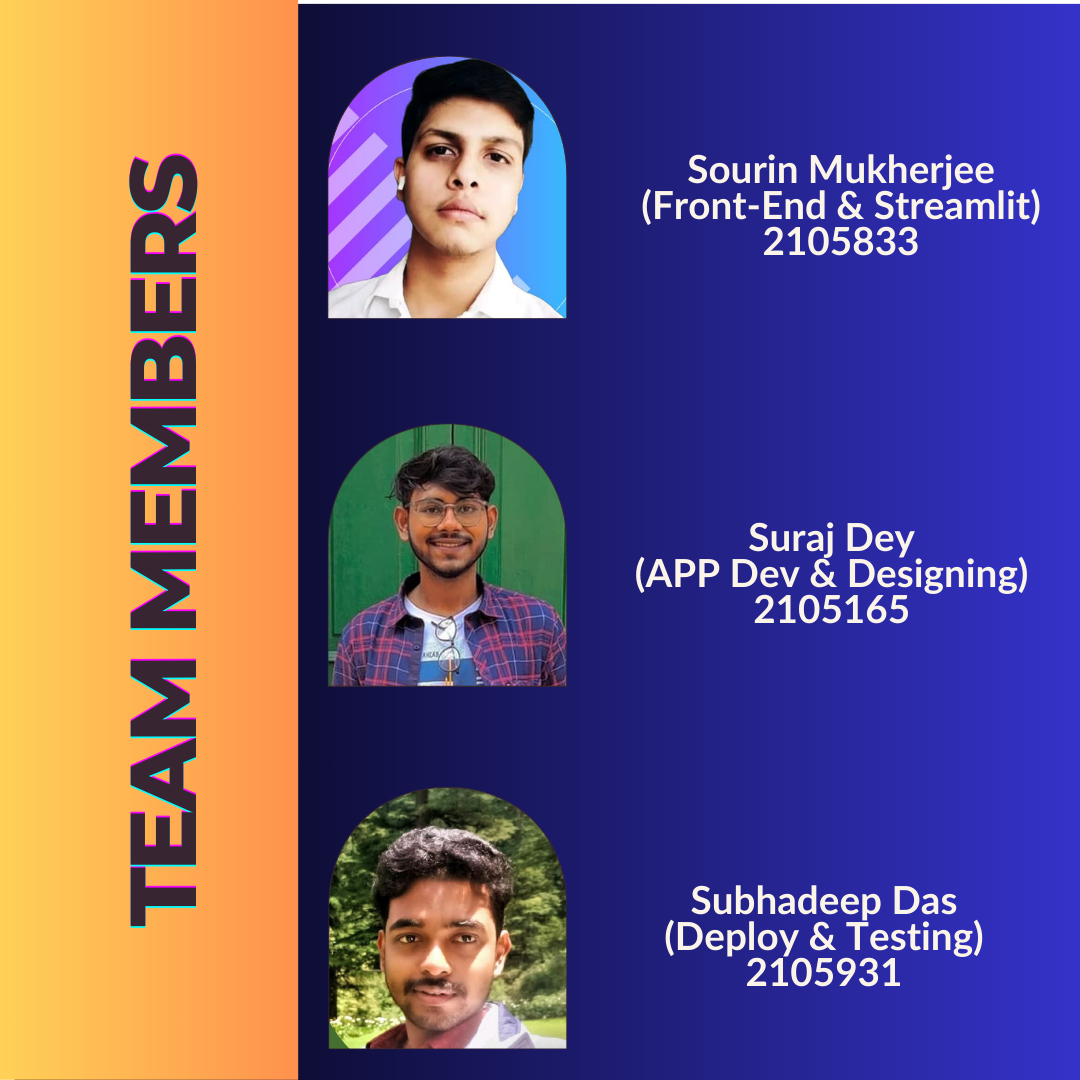 TEAM MEMBERS
Sourin Mukherjee
(Front-End & Streamlit)
2105833
Suraj Dey
(APP Dev & Designing)
2105165
Subhadeep Das
(Deploy & Testing)
2105931